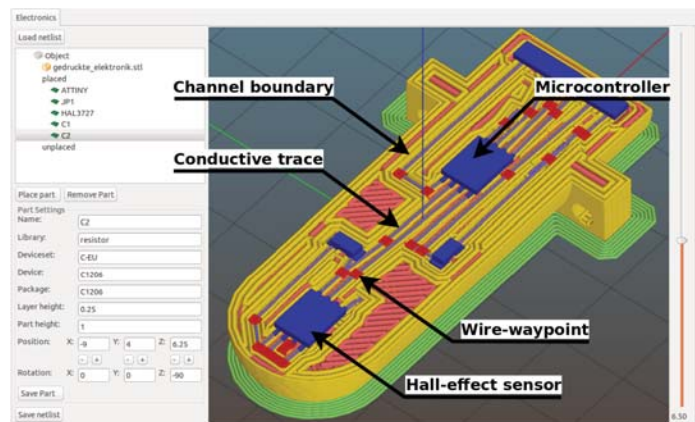 Electronics
Load netlist
Object
gedruckte_elektronik.stl
placed
ATTINY
JP1
HAL3727
C1
C2
unplaced
Place part Remove Part
Part Settings
Name: C2
Library: resistor
Deviceset: C-EU
Device: C1206
Package: C1206
Layer height: 0.25
Part height: 1
Position: X: -9 Y: 4 Z: 6.25
- + - + - +
Rotation: X: 0 Y: 0 Z: -90
Save Part
Save netlist
Channel boundary
Microcontroller
Conductive trace
Wire-waypoint
Hall-effect sensor
6.50